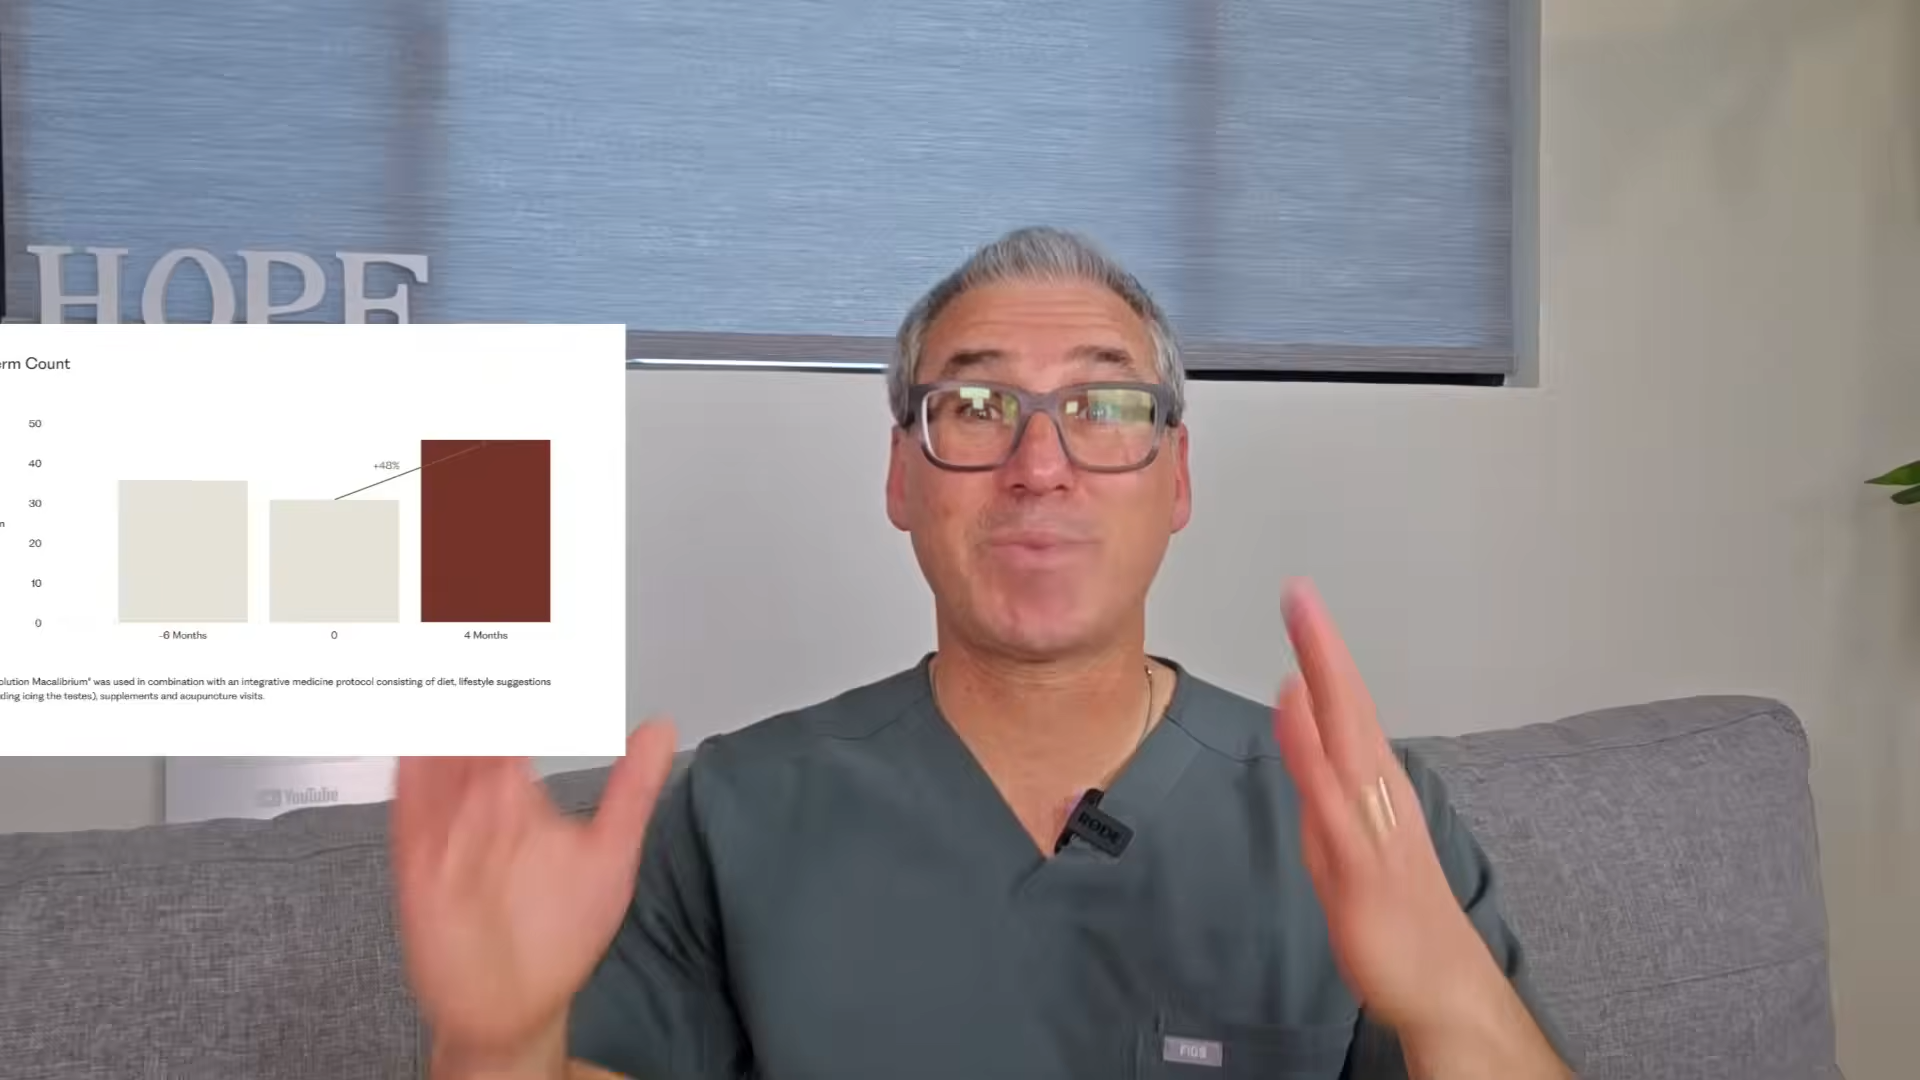 HOPE
erm Count
50
+48%
40
30
20
10
0
-6 Months
0
4 Months
olution Macalibrium® was used in combination with an integrative medicine protocol consisting of diet, lifestyle suggestions
ding icing the testes), supplements and acupuncture visits.
YouTube
RODE
FIGS